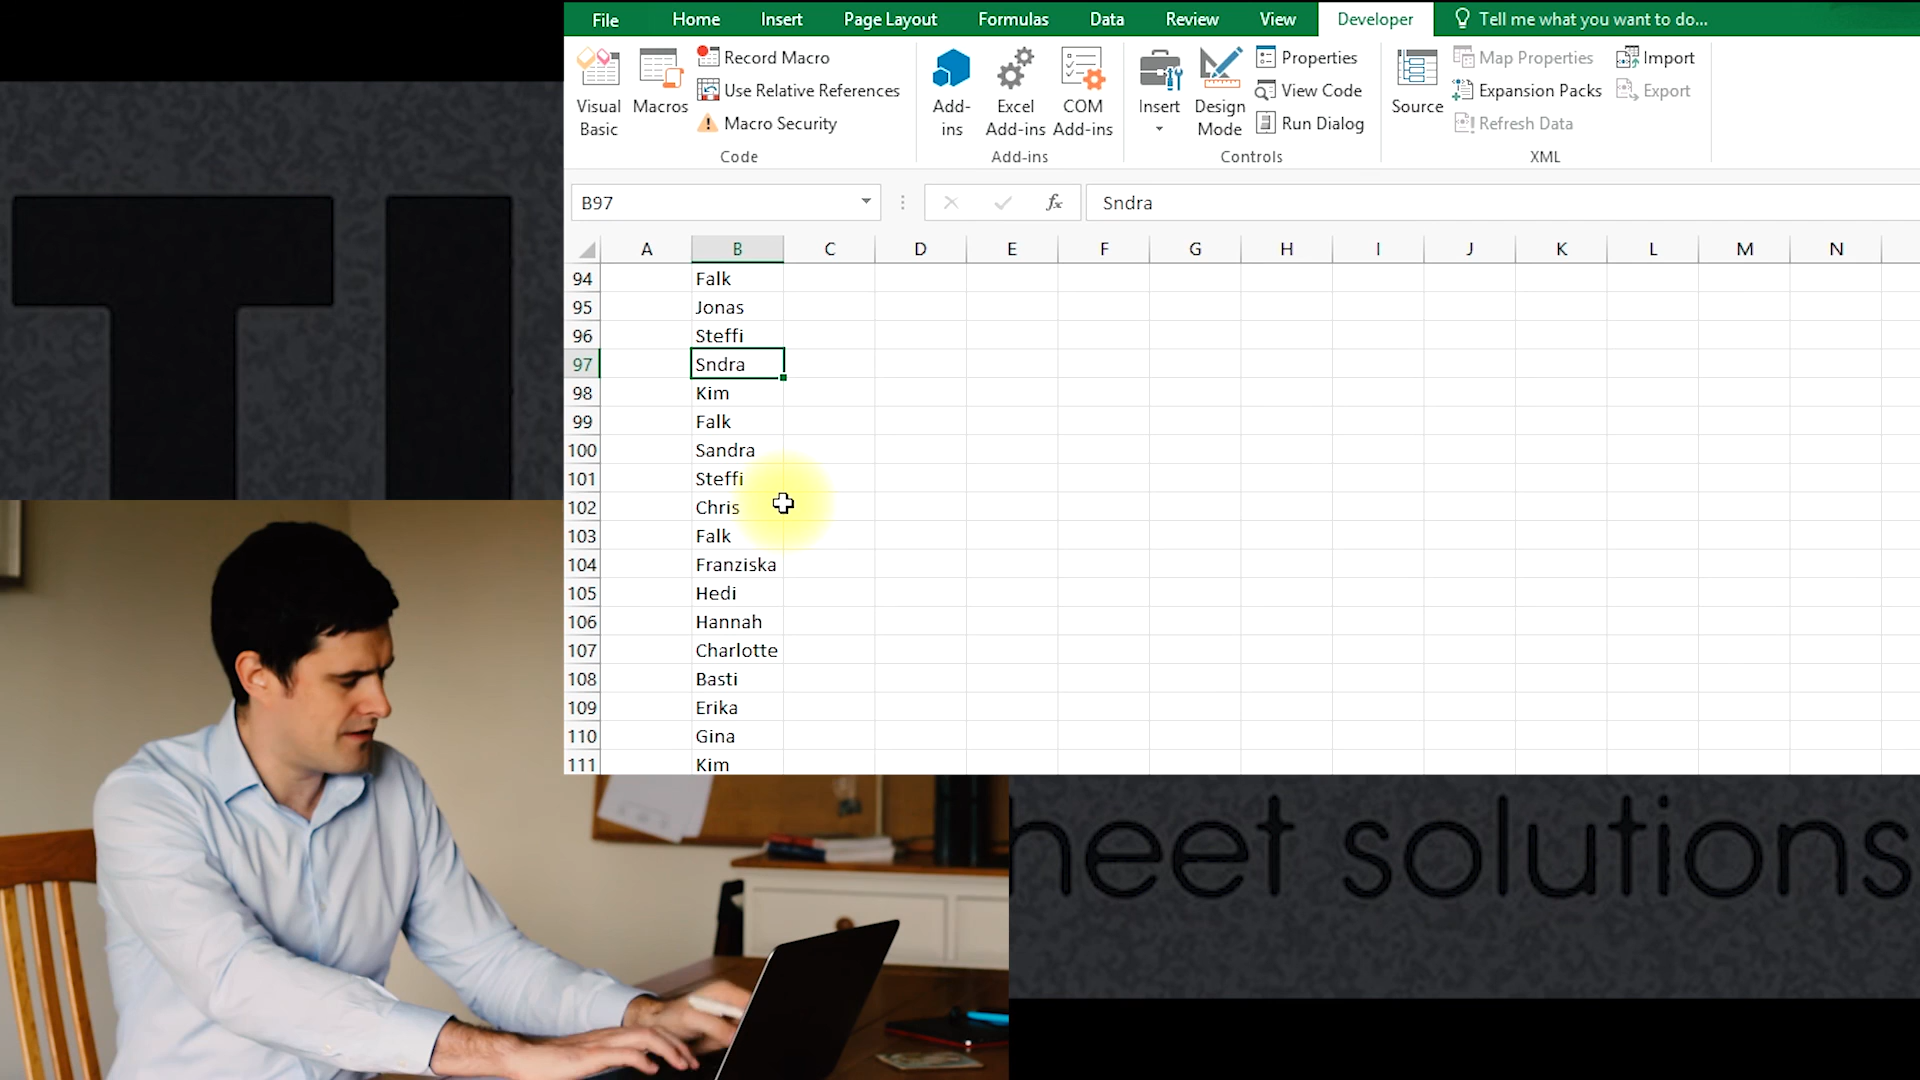 TI
File Home Insert Page Layout Formulas Data Review View Developer Tell me what you want to do...
Visual Basic
Macros
Record Macro
Use Relative References
Macro Security
Code
Add-ins
Excel Add-ins
COM Add-ins
Add-ins
Insert
Design Mode
Properties
View Code
Run Dialog
Controls
Source
Map Properties
Expansion Packs
Refresh Data
Import
Export
XML
B97 fx Sndra
A B C D E F G H I J K L M N
94 Falk
95 Jonas
96 Steffi
97 Sndra
98 Kim
99 Falk
100 Sandra
101 Steffi
102 Chris
103 Falk
104 Franziska
105 Hedi
106 Hannah
107 Charlotte
108 Basti
109 Erika
110 Gina
111 Kim
heet solutions